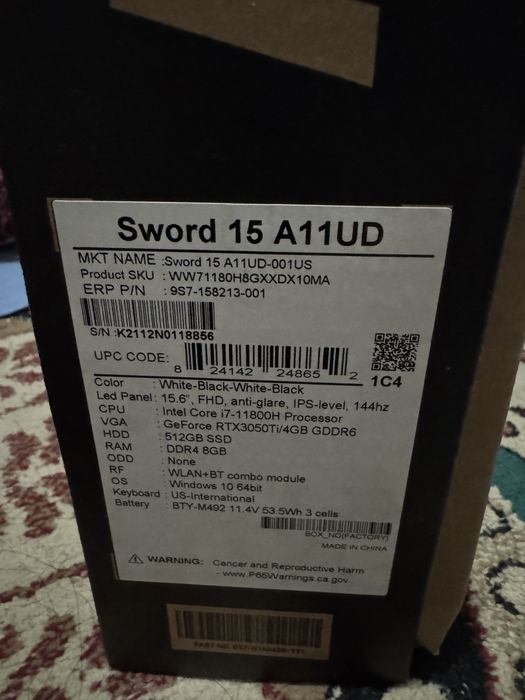 Sword 15 A11UD
MKT NAME :Sword 15 A11UD-001US
Product SKU : WW71180H8GXXDX10MA
ERP P/N : 9S7-158213-001
S/N :K2112N0118856
UPC CODE: 8 24142 24865 2 1C4
Color : White-Black-White-Black
Led Panel: 15.6", FHD, anti-glare, IPS-level, 144hz
CPU : Intel Core i7-11800H Processor
VGA : GeForce RTX3050Ti/4GB GDDR6
HDD : 512GB SSD
RAM : DDR4 8GB
ODD : None
RF : WLAN+BT combo module
OS : Windows 10 64bit
Keyboard : US-International
Battery : BTY-M492 11.4V 53.5Wh 3 cells
BOX_NO(FACTORY)
MADE IN CHINA
WARNING: Cancer and Reproductive Harm
- www.P65Warnings.ca.gov
PART NO.